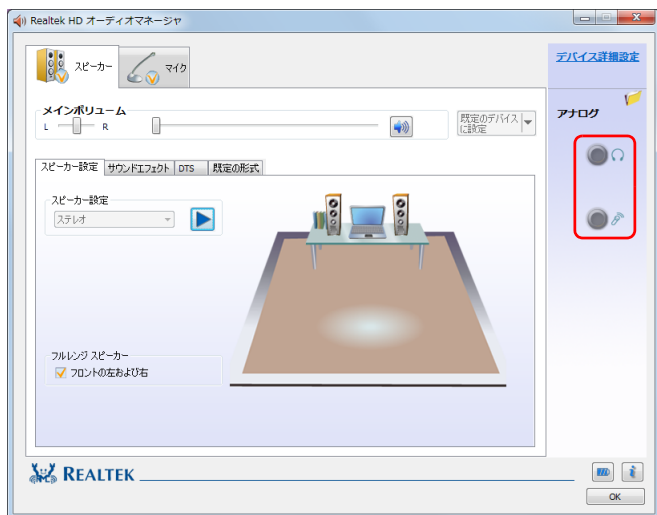 Realtek HD オーディオマネージャ
スピーカー
マイク
デバイス詳細設定
メインボリューム
L
R
既定のデバイス
に設定
アナログ
スピーカー設定
サウンドエフェクト
DTS
既定の形式
スピーカー設定
ステレオ
フルレンジ スピーカー
フロントの左および右
REALTEK
OK